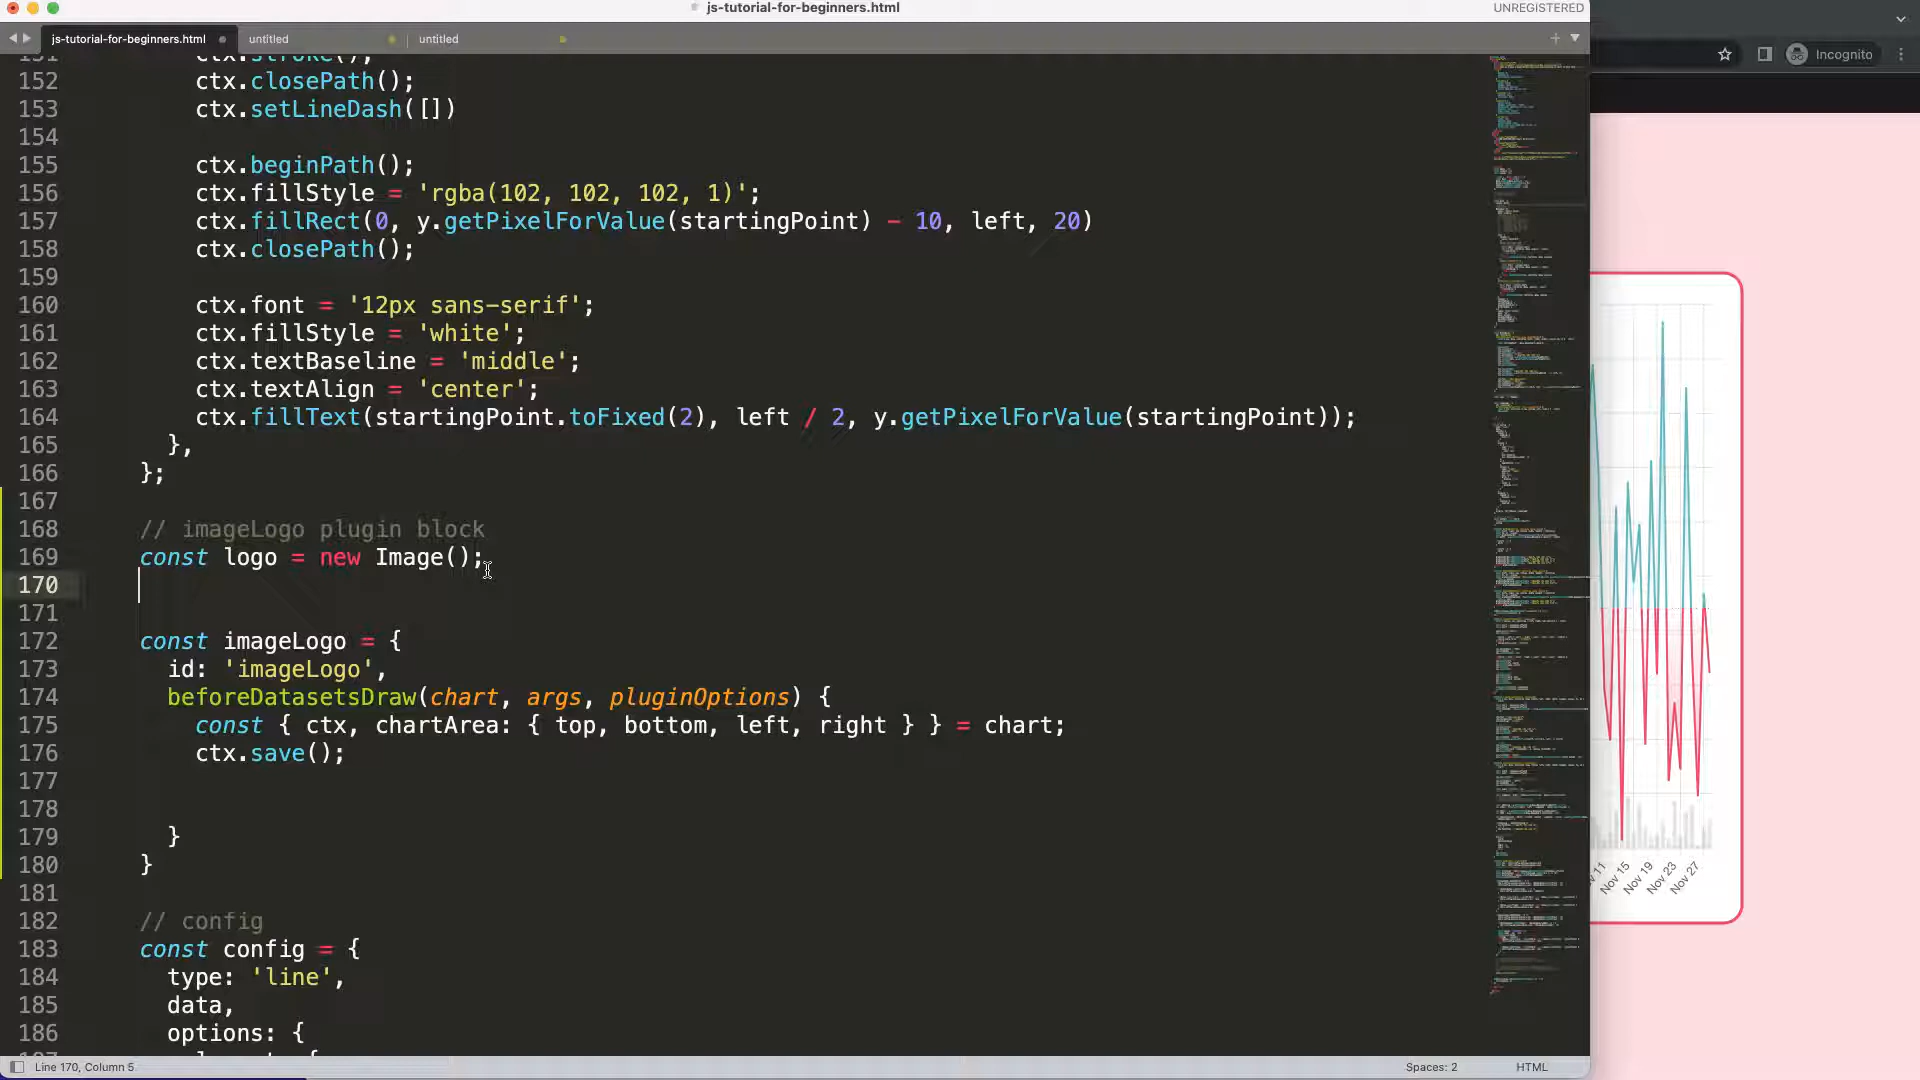 js-tutorial-for-beginners.html
UNREGISTERED
js-tutorial-for-beginners.html
untitled
untitled
Incognito
151 ctx.stroke();
152 ctx.closePath();
153 ctx.setLineDash([])
154
155 ctx.beginPath();
156 ctx.fillStyle = 'rgba(102, 102, 102, 1)';
157 ctx.fillRect(0, y.getPixelForValue(startingPoint) - 10, left, 20)
158 ctx.closePath();
159
160 ctx.font = '12px sans-serif';
161 ctx.fillStyle = 'white';
162 ctx.textBaseline = 'middle';
163 ctx.textAlign = 'center';
164 ctx.fillText(startingPoint.toFixed(2), left / 2, y.getPixelForValue(startingPoint));
165 },
166 };
167
168 // imageLogo plugin block
169 const logo = new Image();
170
171
172 const imageLogo = {
173 id: 'imageLogo',
174 beforeDatasetsDraw(chart, args, pluginOptions) {
175 const { ctx, chartArea: { top, bottom, left, right } } = chart;
176 ctx.save();
177
178
179 }
180 }
181
182 // config
183 const config = {
184 type: 'line',
185 data,
186 options: {
11
Nov 15
Nov 19
Nov 23
Nov 27
Line 170, Column 5
Spaces: 2
HTML